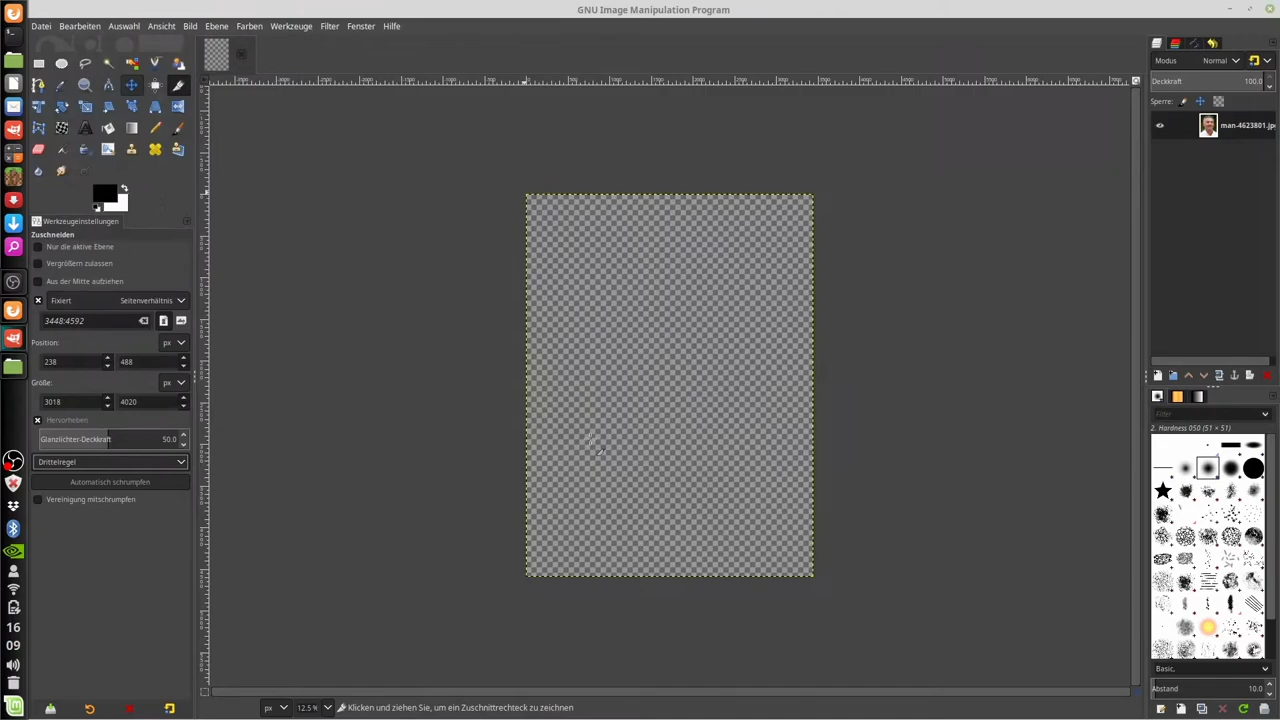 GNU Image Manipulation Program
Datei Bearbeiten Auswahl Ansicht Bild Ebene Farben Werkzeuge Filter Fenster Hilfe
Werkzeugeinstellungen
Zuschneiden
Nur die aktive Ebene
Vergrößern zulassen
Aus der Mitte aufziehen
Fixiert Seitenverhältnis
3448:4592
Position: px
238 488
Größe: px
3018 4020
Hervorheben
Glanzlichter-Deckkraft 50.0
Drittelregel
Automatisch schrumpfen
Vereinigung mitschrumpfen
16
09
px 12.5 % Klicken und ziehen Sie, um ein Zuschnittrechteck zu zeichnen
Modus Normal
Deckkraft 100.0
Sperre:
man-4623801.jpg
Filter
2. Hardness 050 (51 × 51)
Basic,
Abstand 10.0